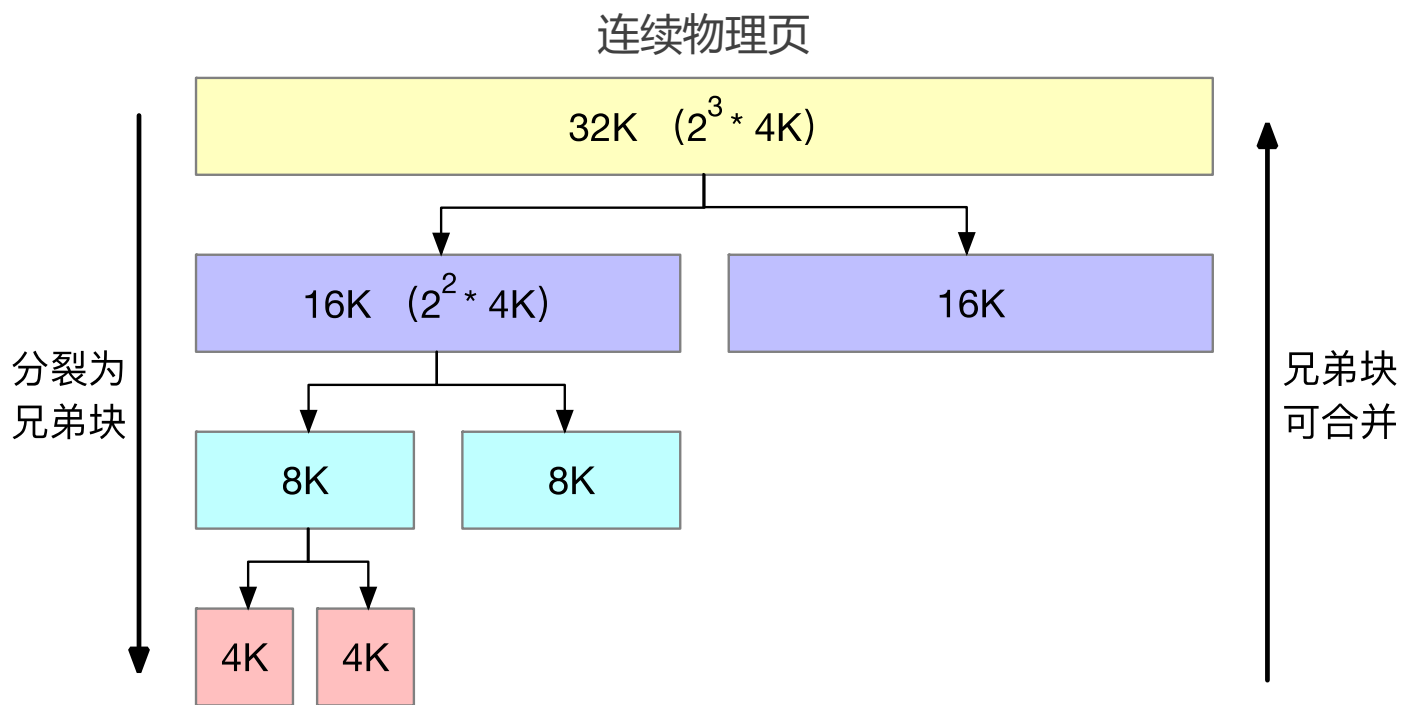 连续物理页
32K (2³ * 4K)
16K (2² * 4K)
16K
分裂为
兄弟块
兄弟块
可合并
8K
8K
4K
4K